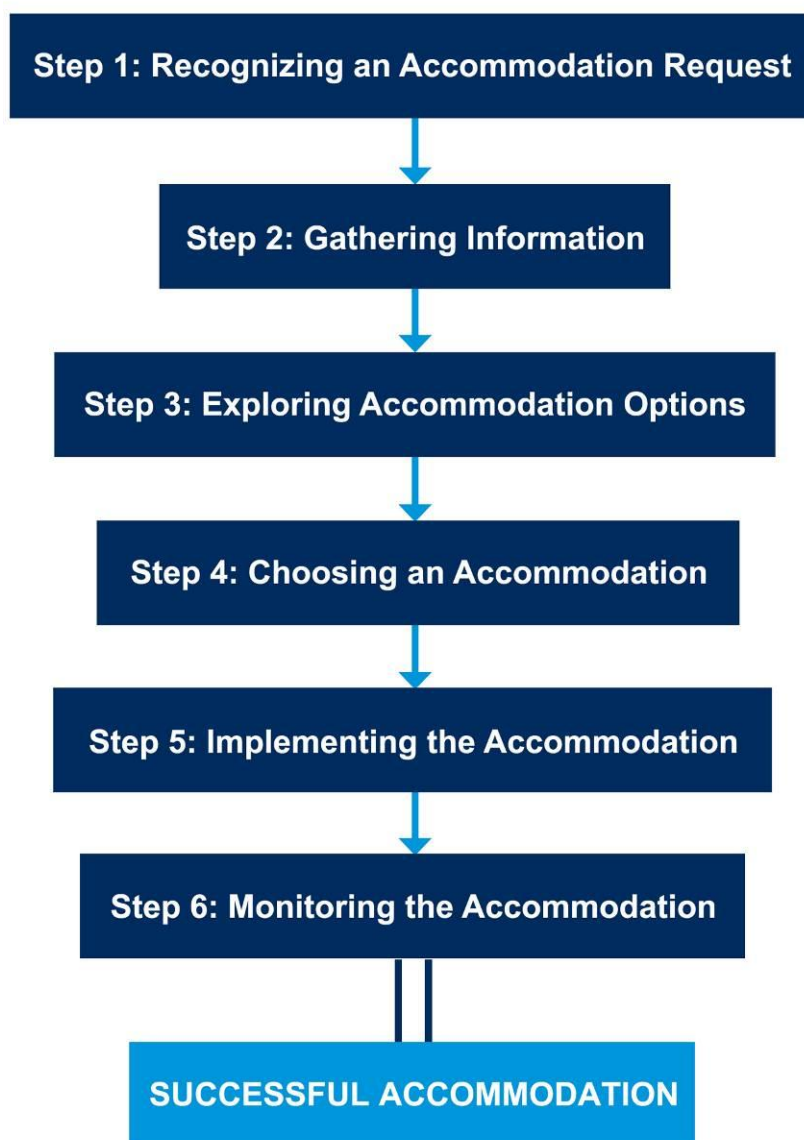 Step 1: Recognizing an Accommodation Request
Step 2: Gathering Information
Step 3: Exploring Accommodation Options
Step 4: Choosing an Accommodation
Step 5: Implementing the Accommodation
Step 6: Monitoring the Accommodation
SUCCESSFUL ACCOMMODATION